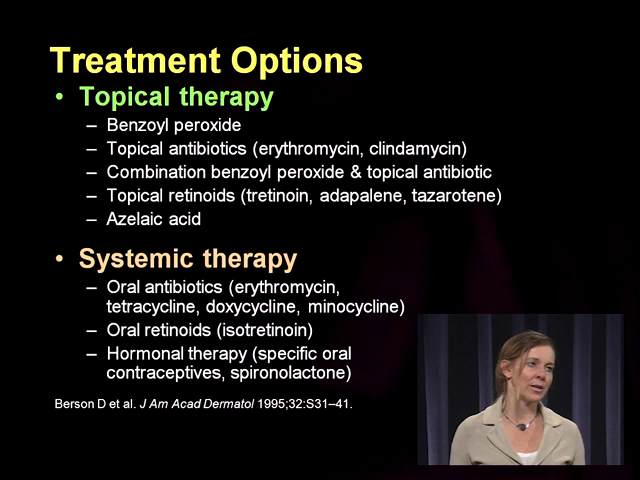 Treatment Options
• Topical therapy
– Benzoyl peroxide
– Topical antibiotics (erythromycin, clindamycin)
– Combination benzoyl peroxide & topical antibiotic
– Topical retinoids (tretinoin, adapalene, tazarotene)
– Azelaic acid
• Systemic therapy
– Oral antibiotics (erythromycin,
tetracycline, doxycycline, minocycline)
– Oral retinoids (isotretinoin)
– Hormonal therapy (specific oral
contraceptives, spironolactone)
Berson D et al. J Am Acad Dermatol 1995;32:S31–41.